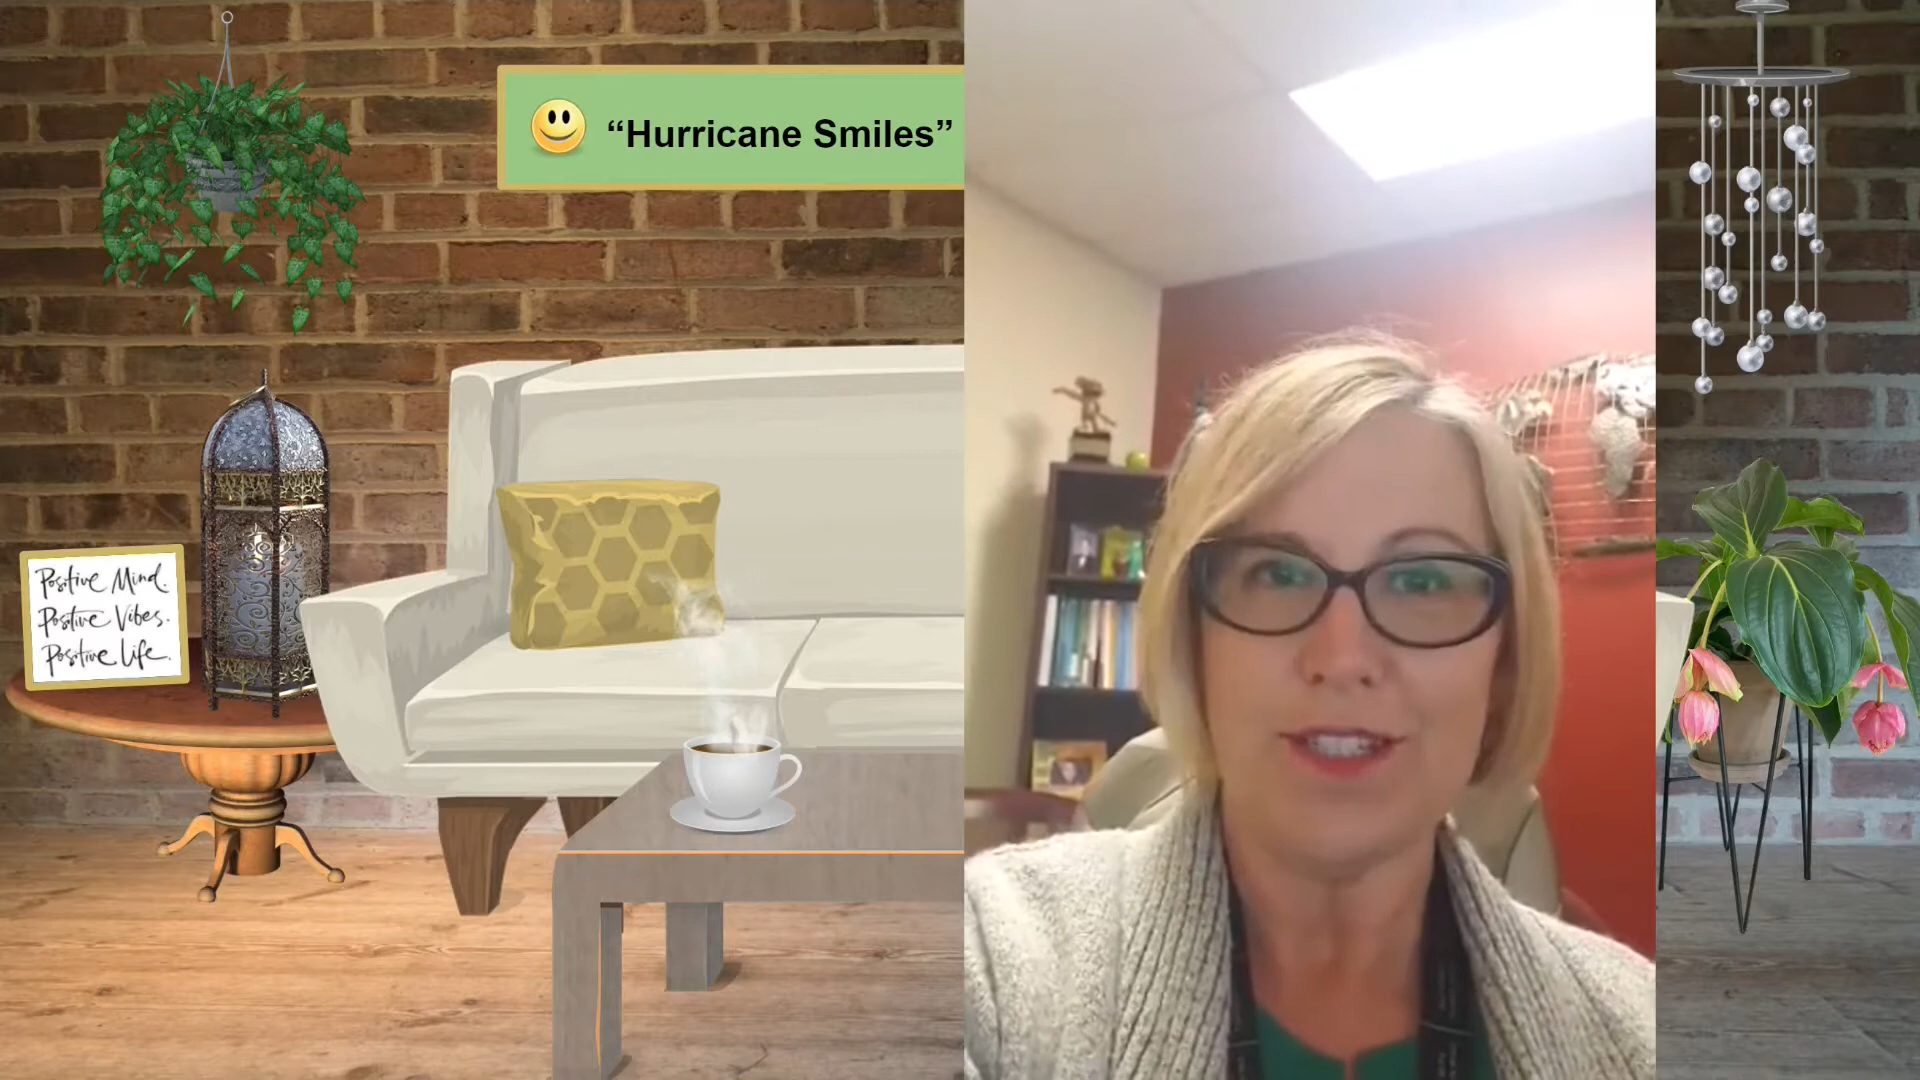 “Hurricane Smiles”
Positive Mind.
Positive Vibes.
Positive Life.